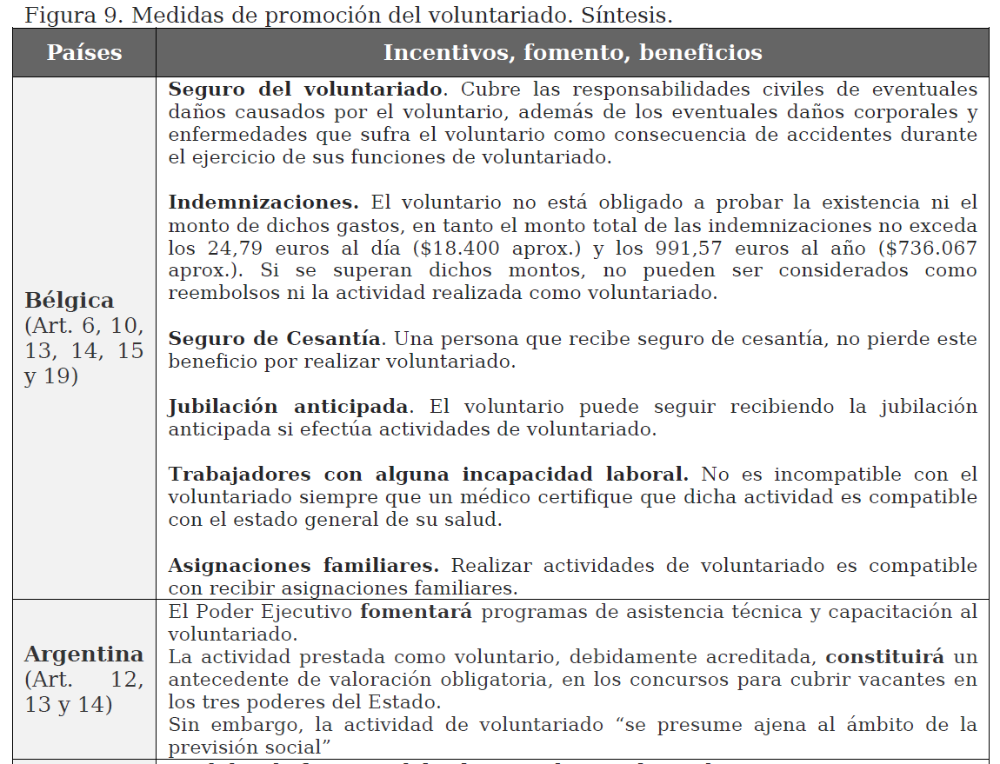 Figura 9. Medidas de promoción del voluntariado. Síntesis.
Países
Incentivos, fomento, beneficios
Bélgica
(Art. 6, 10,
13, 14, 15
y 19)
Seguro del voluntariado. Cubre las responsabilidades civiles de eventuales
daños causados por el voluntario, además de los eventuales daños corporales y
enfermedades que sufra el voluntario como consecuencia de accidentes durante
el ejercicio de sus funciones de voluntariado.
Indemnizaciones. El voluntario no está obligado a probar la existencia ni el
monto de dichos gastos, en tanto el monto total de las indemnizaciones no exceda
los 24,79 euros al día ($18.400 aprox.) y los 991,57 euros al año ($736.067
aprox.). Si se superan dichos montos, no pueden ser considerados como
reembolsos ni la actividad realizada como voluntariado.
Seguro de Cesantía. Una persona que recibe seguro de cesantía, no pierde este
beneficio por realizar voluntariado.
Jubilación anticipada. El voluntario puede seguir recibiendo la jubilación
anticipada si efectúa actividades de voluntariado.
Trabajadores con alguna incapacidad laboral. No es incompatible con el
voluntariado siempre que un médico certifique que dicha actividad es compatible
con el estado general de su salud.
Asignaciones familiares. Realizar actividades de voluntariado es compatible
con recibir asignaciones familiares.
Argentina
(Art. 12,
13 y 14)
El Poder Ejecutivo fomentará programas de asistencia técnica y capacitación al
voluntariado.
La actividad prestada como voluntario, debidamente acreditada, constituirá un
antecedente de valoración obligatoria, en los concursos para cubrir vacantes en
los tres poderes del Estado.
Sin embargo, la actividad de voluntariado “se presume ajena al ámbito de la
previsión social”